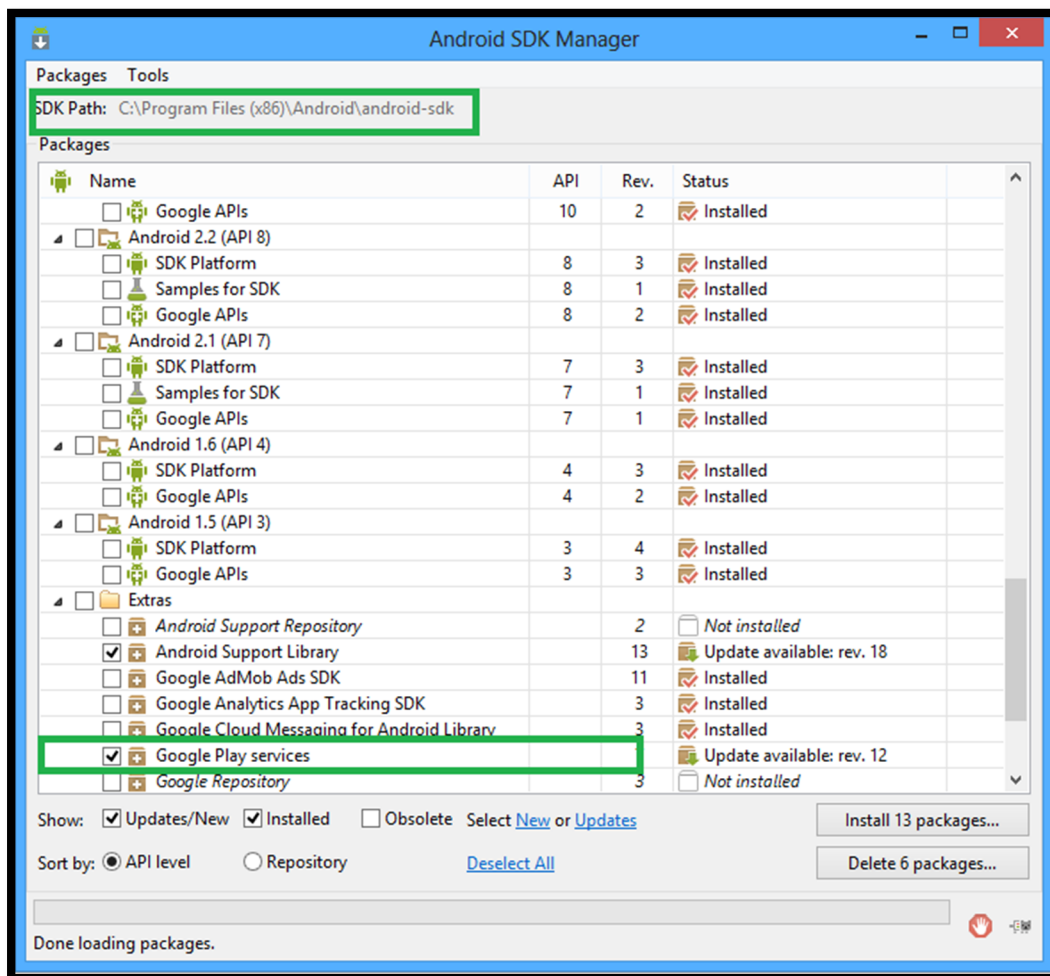 Android SDK Manager
Packages Tools
SDK Path: C:\Program Files (x86)\Android\android-sdk
Packages
Name API Rev. Status
Google APIs 10 2 Installed
Android 2.2 (API 8)
SDK Platform 8 3 Installed
Samples for SDK 8 1 Installed
Google APIs 8 2 Installed
Android 2.1 (API 7)
SDK Platform 7 3 Installed
Samples for SDK 7 1 Installed
Google APIs 7 1 Installed
Android 1.6 (API 4)
SDK Platform 4 3 Installed
Google APIs 4 2 Installed
Android 1.5 (API 3)
SDK Platform 3 4 Installed
Google APIs 3 3 Installed
Extras
Android Support Repository 2 Not installed
Android Support Library 13 Update available: rev. 18
Google AdMob Ads SDK 11 Installed
Google Analytics App Tracking SDK 3 Installed
Google Cloud Messaging for Android Library 3 Installed
Google Play services Update available: rev. 12
Google Repository 3 Not installed
Show: Updates/New Installed Obsolete Select New or Updates Install 13 packages...
Sort by: API level Repository Deselect All Delete 6 packages...
Done loading packages.